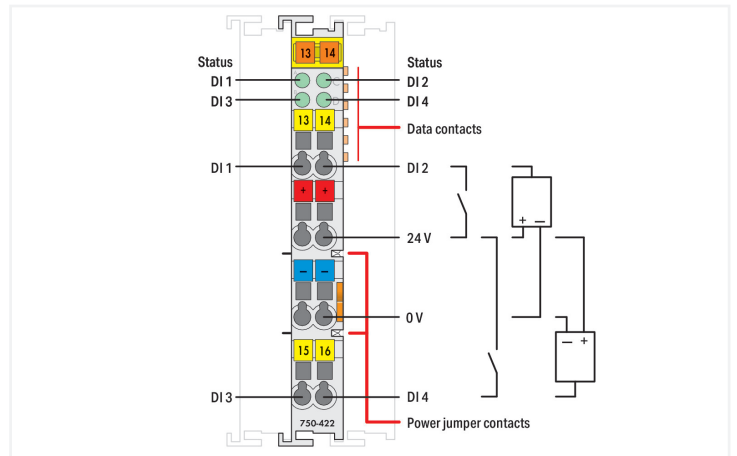 13 14
Status Status
A C
DI 1 DI 2
DI 3 DI 4
13 14
Data contacts
DI 1 DI 2
+ +
+ −
24 V
− −
0 V
− +
15 16
DI 3 DI 4
750-422
Power jumper contacts